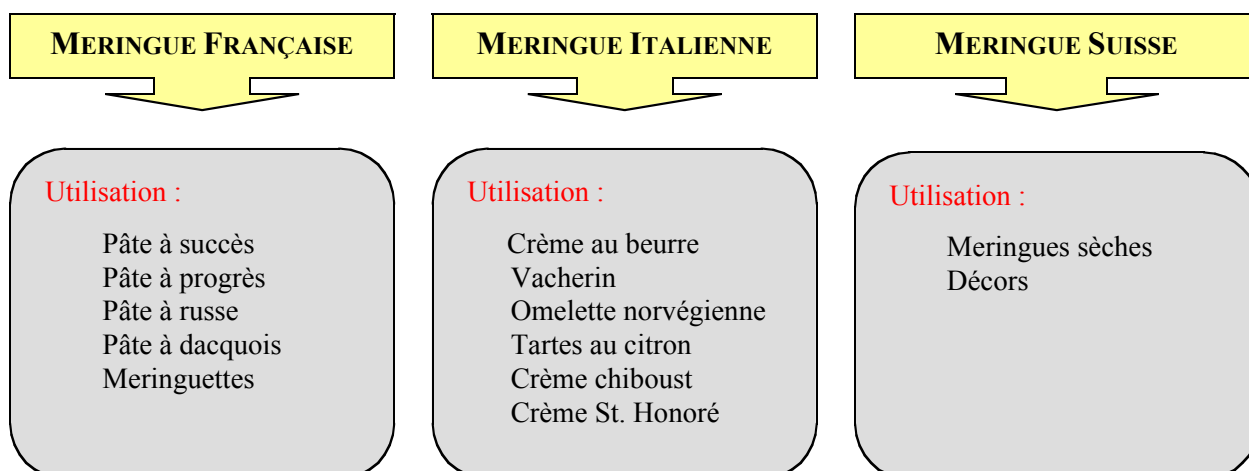 MERINGUE FRANÇAISE
Utilisation :
Pâte à succès
Pâte à progrès
Pâte à russe
Pâte à dacquois
Meringuettes
MERINGUE ITALIENNE
Utilisation :
Crème au beurre
Vacherin
Omelette norvégienne
Tartes au citron
Crème chiboust
Crème St. Honoré
MERINGUE SUISSE
Utilisation :
Meringues sèches
Décors